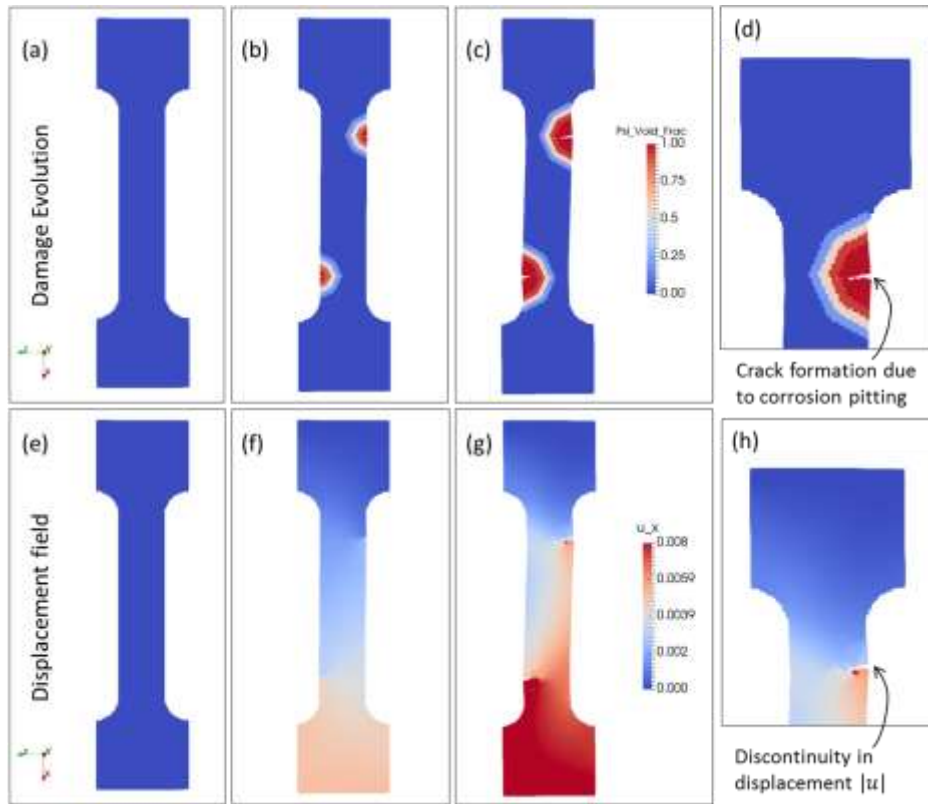 (a)
(b)
(c)
(d)
Damage Evolution
Psi_Void_Frac
1.00
0.75
0.5
0.25
0.00
Crack formation due
to corrosion pitting
(e)
(f)
(g)
(h)
Displacement field
u_X
0.008
0.0059
0.0039
0.002
0.000
Discontinuity in
displacement |u|